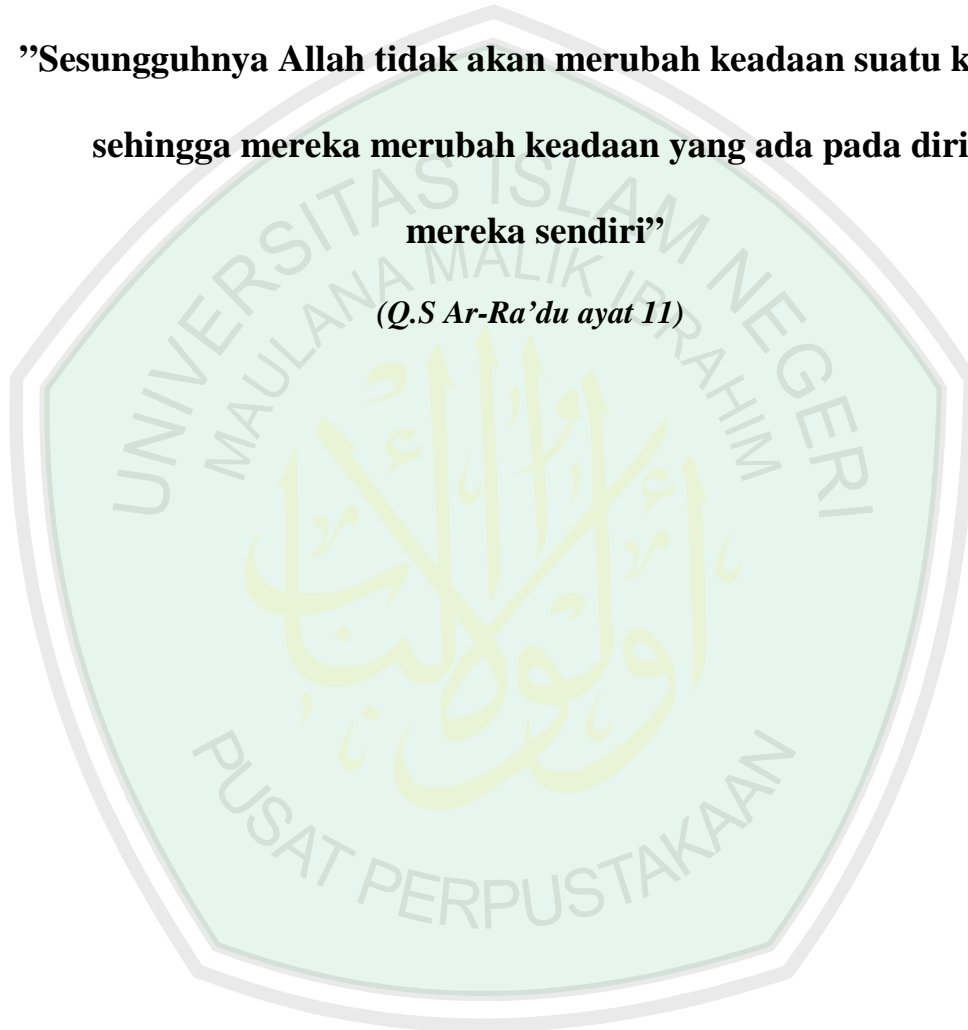 ”Sesungguhnya Allah tidak akan merubah keadaan suatu k
sehingga mereka merubah keadaan yang ada pada diri
mereka sendiri”
(Q.S Ar-Ra’du ayat 11)
UNIVERSITAS ISLAM NEGERI
MAULANA MALIK IBRAHIM
أولو الألباب
PUSAT PERPUSTAKAAN